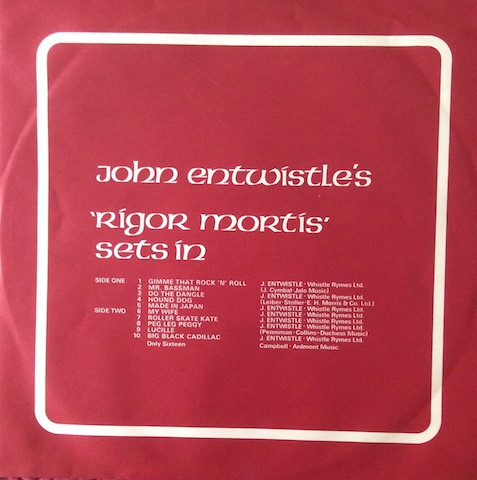 John Entwistle's
'Rigor Mortis'
sets in
SIDE ONE 1 GIMME THAT ROCK 'N' ROLL J. ENTWISTLE · Whistle Rymes Ltd.
2 MR. BASSMAN (J. Cymbal · Jalo Music)
3 DO THE DANGLE J. ENTWISTLE · Whistle Rymes Ltd.
4 HOUND DOG (Leiber · Stoller · E. H. Morris & Co. Ltd.)
5 MADE IN JAPAN J. ENTWISTLE · Whistle Rymes Ltd.
SIDE TWO 6 MY WIFE J. ENTWISTLE · Whistle Rymes Ltd.
7 ROLLER SKATE KATE J. ENTWISTLE · Whistle Rymes Ltd.
8 PEG LEG PEGGY J. ENTWISTLE · Whistle Rymes Ltd.
9 LUCILLE (Penniman · Collins · Duchess Music)
10 BIG BLACK CADILLAC J. ENTWISTLE · Whistle Rymes Ltd.
Only Sixteen Campbell · Ardmont Music